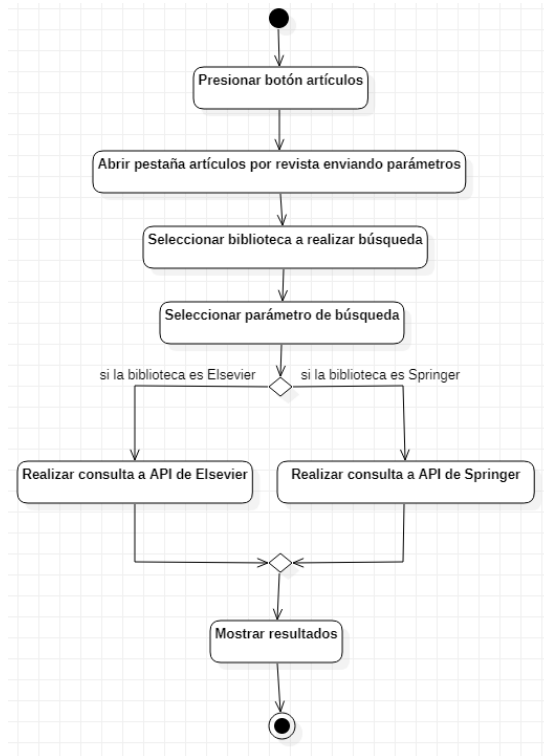 Presionar botón artículos
Abrir pestaña artículos por revista enviando parámetros
Seleccionar biblioteca a realizar búsqueda
Seleccionar parámetro de búsqueda
si la biblioteca es Elsevier
si la biblioteca es Springer
Realizar consulta a API de Elsevier
Realizar consulta a API de Springer
Mostrar resultados